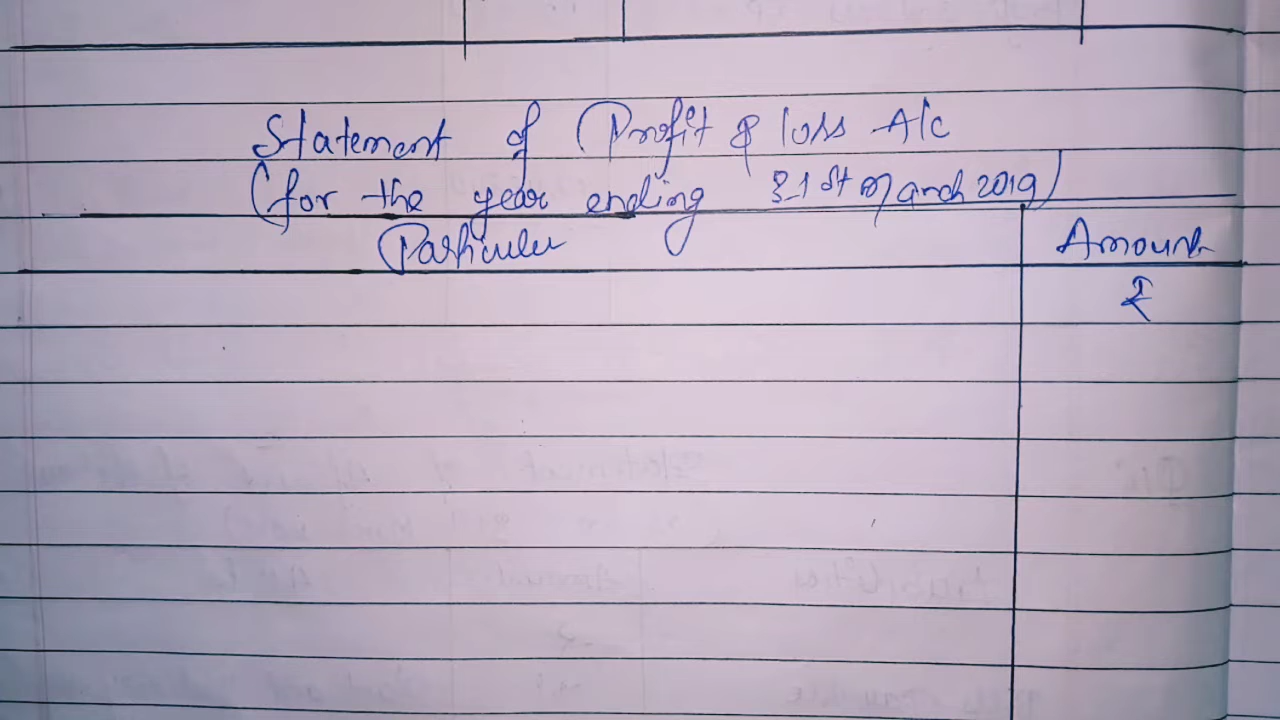 Statement of Profit & loss A/c
(for the year ending 31st March 2019)
Particular Amount
₹